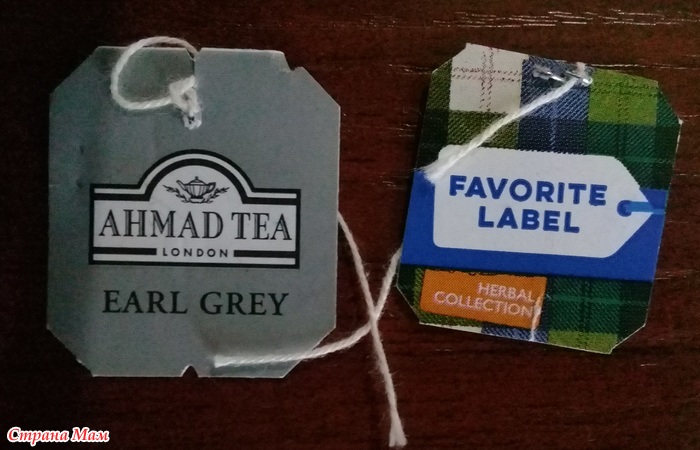 AHMAD TEA
LONDON
EARL GREY
FAVORITE
LABEL
HERBAL
COLLECTION
Страна Мам